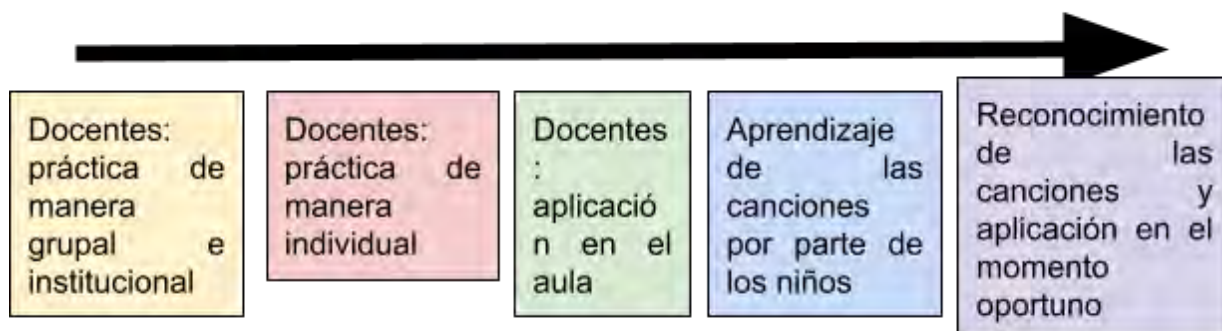 Docentes:
práctica de
manera
grupal e
institucional
Docentes:
práctica de
manera
individual
Docentes
:
aplicació
n en el
aula
Aprendizaje
de las
canciones
por parte de
los niños
Reconocimiento
de las
canciones y
aplicación en el
momento
oportuno